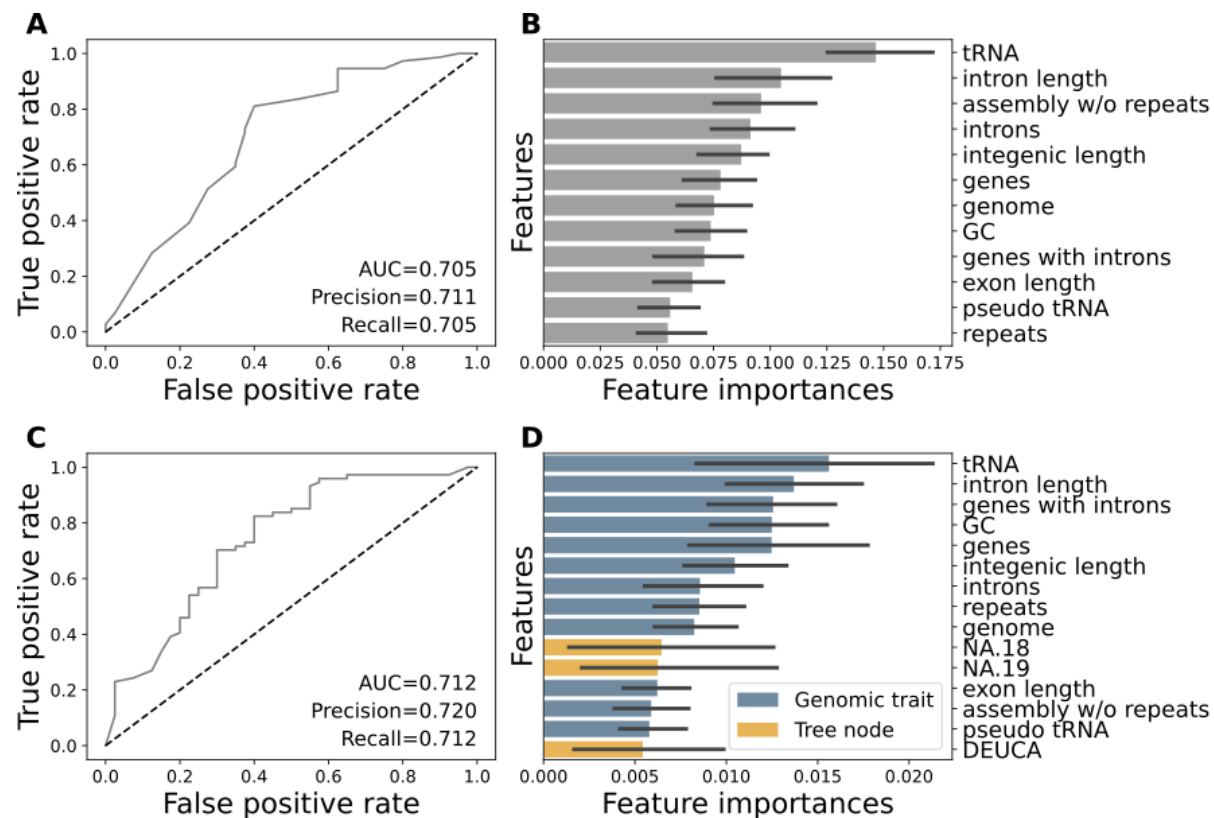 A
True positive rate
1.0
0.8
0.6
0.4
0.2
0.0
AUC=0.705
Precision=0.711
Recall=0.705
0.0 0.2 0.4 0.6 0.8 1.0
False positive rate
B
Features
tRNA
intron length
assembly w/o repeats
introns
integenic length
genes
genome
GC
genes with introns
exon length
pseudo tRNA
repeats
0.000 0.025 0.050 0.075 0.100 0.125 0.150 0.175
Feature importances
C
True positive rate
1.0
0.8
0.6
0.4
0.2
0.0
AUC=0.712
Precision=0.720
Recall=0.712
0.0 0.2 0.4 0.6 0.8 1.0
False positive rate
D
Features
tRNA
intron length
genes with introns
GC
genes
integenic length
introns
repeats
genome
NA.18
NA.19
exon length
assembly w/o repeats
pseudo tRNA
DEUCA
Genomic trait
Tree node
0.000 0.005 0.010 0.015 0.020
Feature importances